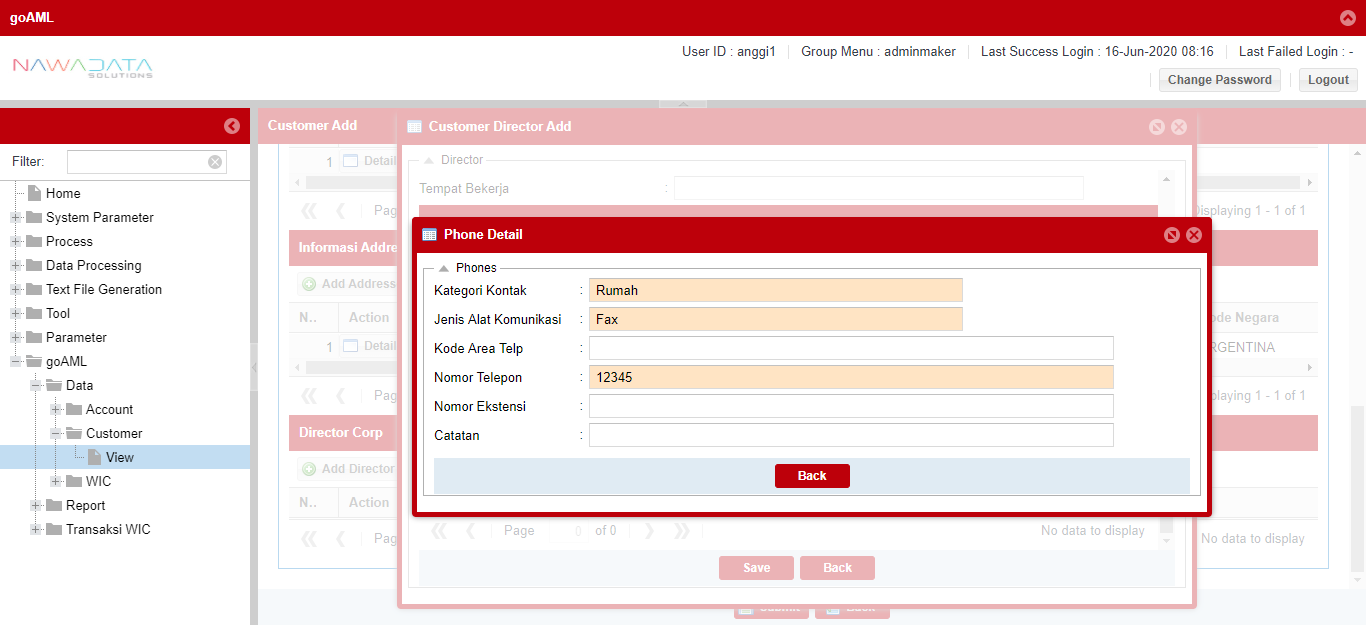 goAML
NAWADATA
SOLUTIONS
User ID : anggi1
Group Menu : adminmaker
Last Success Login : 16-Jun-2020 08:16
Last Failed Login : -
Change Password
Logout
Filter:
Home
System Parameter
Process
Data Processing
Text File Generation
Tool
Parameter
goAML
Data
Account
Customer
View
WIC
Report
Transaksi WIC
Customer Add
Customer Director Add
1 Detail
Director
Tempat Bekerja :
Pag
Displaying 1 - 1 of 1
Informasi Addre
Add Address
N.. Action
ode Negara
1 Detail
RGENTINA
Pag
Displaying 1 - 1 of 1
Director Corp
Add Director
N.. Action
Pag
No data to display
Phone Detail
Phones
Kategori Kontak : Rumah
Jenis Alat Komunikasi : Fax
Kode Area Telp :
Nomor Telepon : 12345
Nomor Ekstensi :
Catatan :
Back
Page 0 of 0
No data to display
Save
Back
Submit
Back